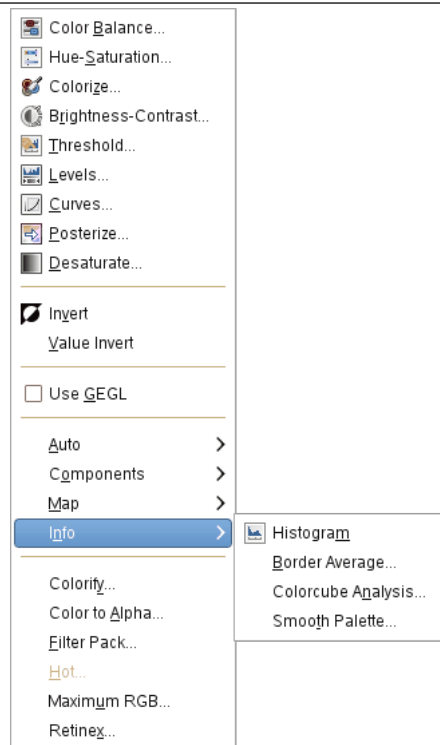 Color Balance...
Hue-Saturation...
Colorize...
Brightness-Contrast...
Threshold...
Levels...
Curves...
Posterize...
Desaturate...
Invert
Value Invert
Use GEGL
Auto
Components
Map
Info
Histogram
Border Average...
Colorcube Analysis...
Smooth Palette...
Colorify...
Color to Alpha...
Filter Pack...
Hot...
Maximum RGB...
Retinex...